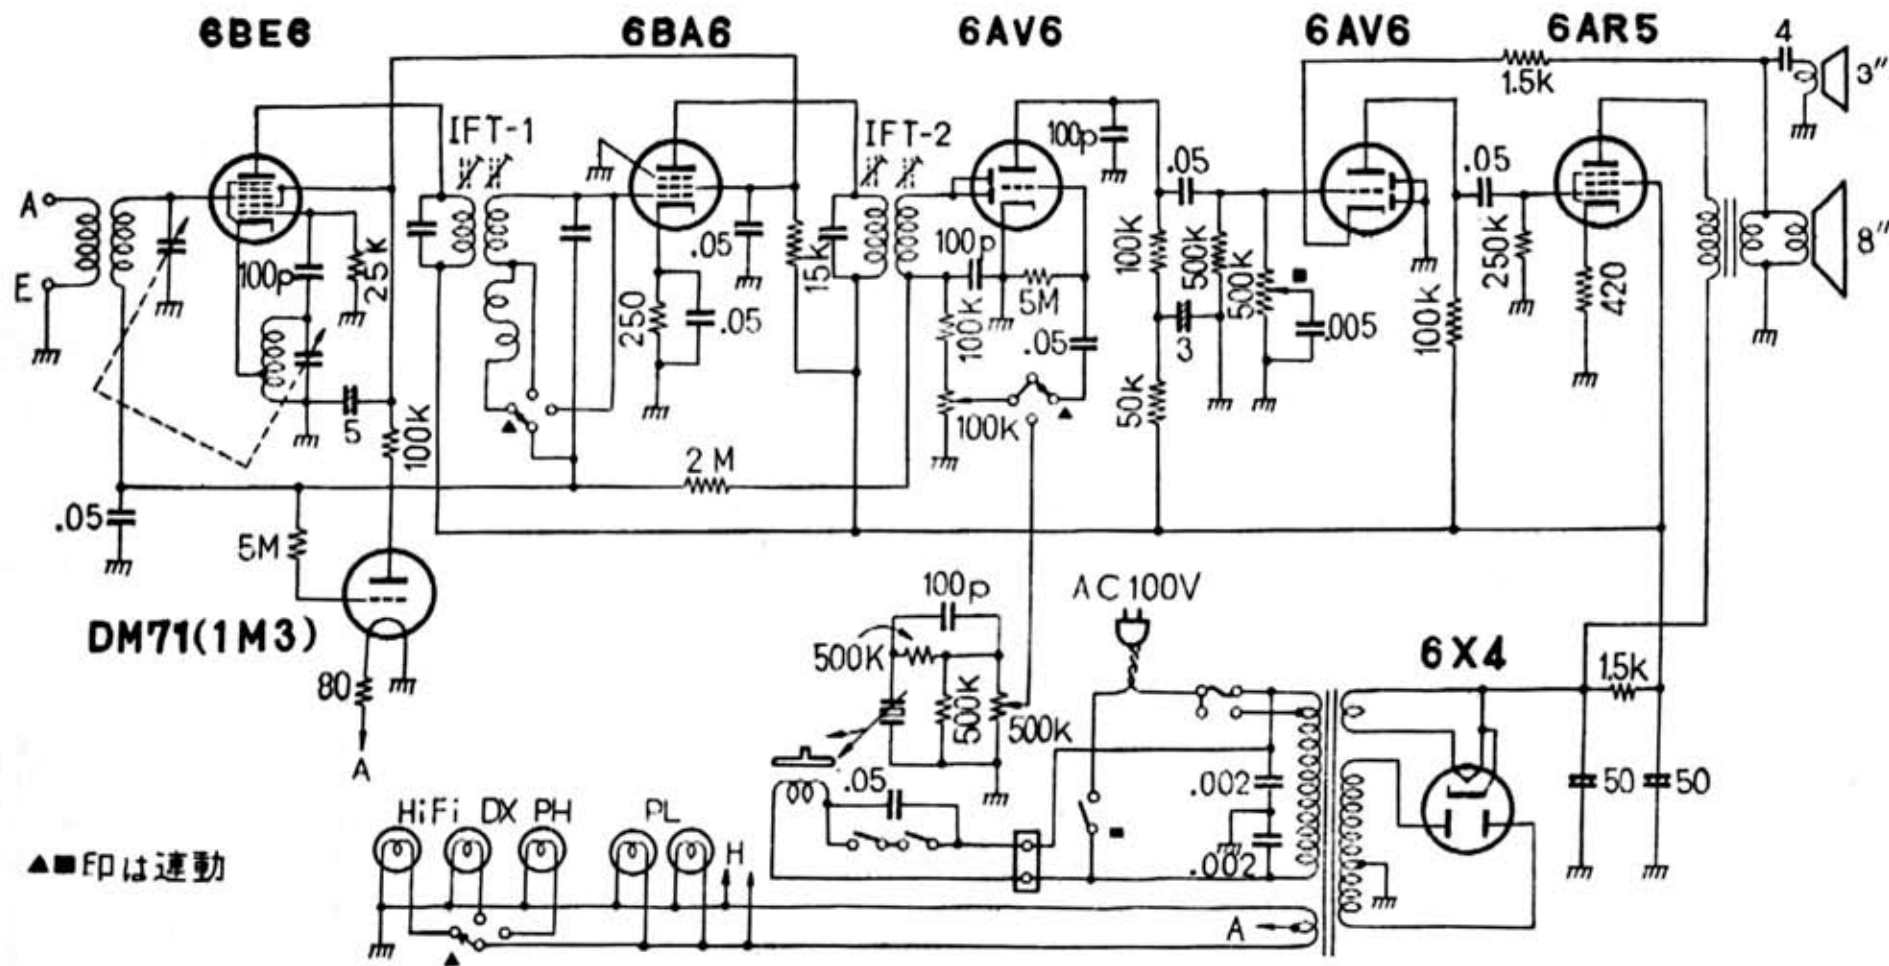 6BE6
6BA6
6AV6
6AV6
6AR5
4
3"
1.5K
IFT-1
IFT-2
100p
.05
.05
A
E
100p
25K
.05
15K
100p
5M
100K
500K
500K
■
.005
250K
420
8"
250
.05
100K
.05
3
100K
5
100K
▲
100K
▲
50K
2 M
.05
5M
DM71(1M3)
80
A
100p
500K
500K
500K
AC 100V
6X4
1.5K
.05
.002
.002
■
50
50
HiFi
DX
PH
PL
H
A
▲
▲■印は連動